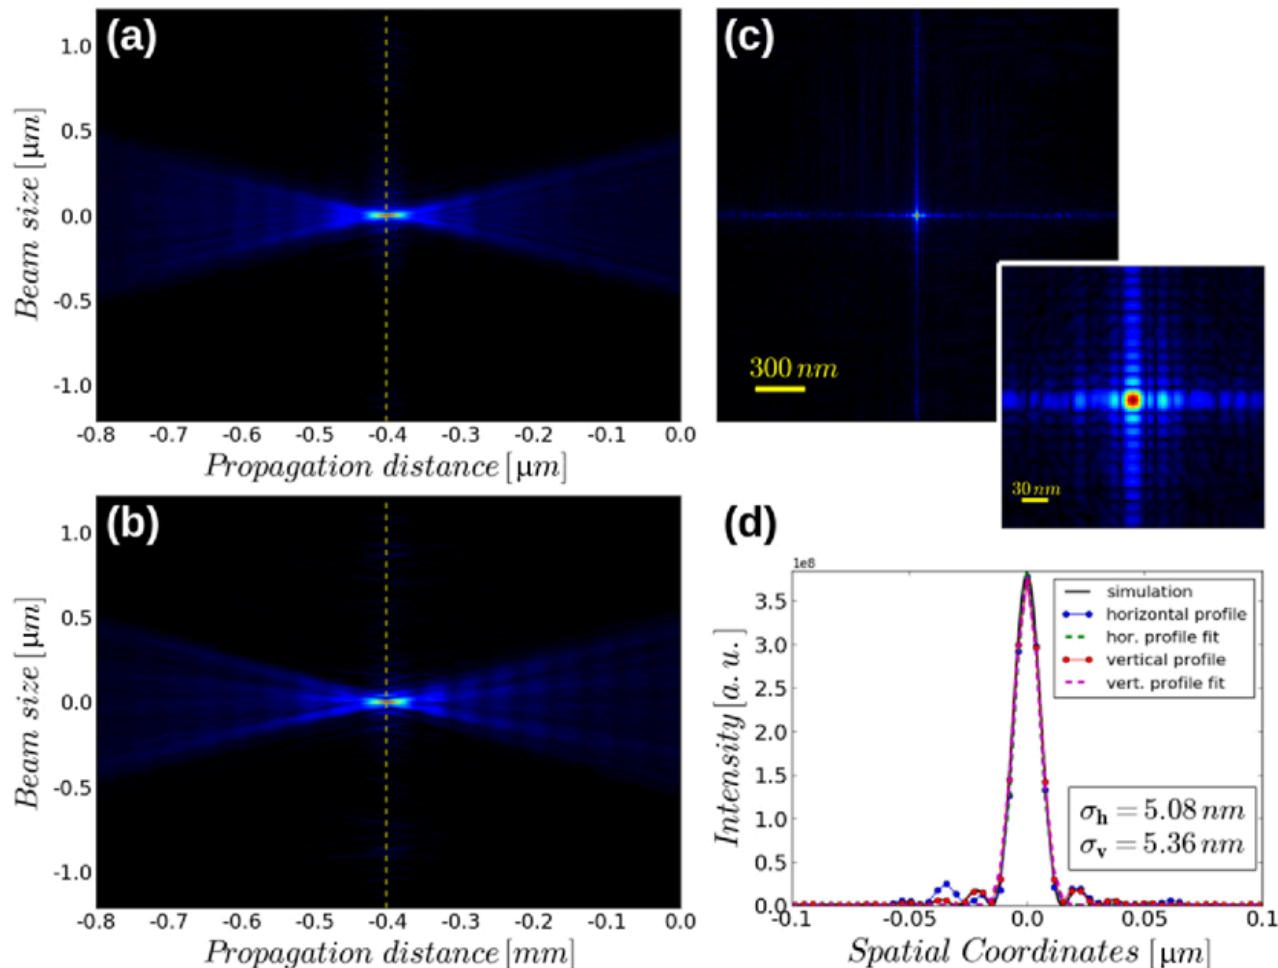 (a)
1.0
0.5
0.0
-0.5
-1.0
Beam size [µm]
-0.8 -0.7 -0.6 -0.5 -0.4 -0.3 -0.2 -0.1 0.0
Propagation distance [µm]
(b)
1.0
0.5
0.0
-0.5
-1.0
Beam size [µm]
-0.8 -0.7 -0.6 -0.5 -0.4 -0.3 -0.2 -0.1 0.0
Propagation distance [mm]
(c)
300 nm
30 nm
(d)
1e8
3.5
3.0
2.5
2.0
1.5
1.0
0.5
0.0
Intensity [a. u.]
simulation
horizontal profile
hor. profile fit
vertical profile
vert. profile fit
σh = 5.08 nm
σv = 5.36 nm
-0.1 -0.05 0.0 0.05 0.1
Spatial Coordinates [µm]